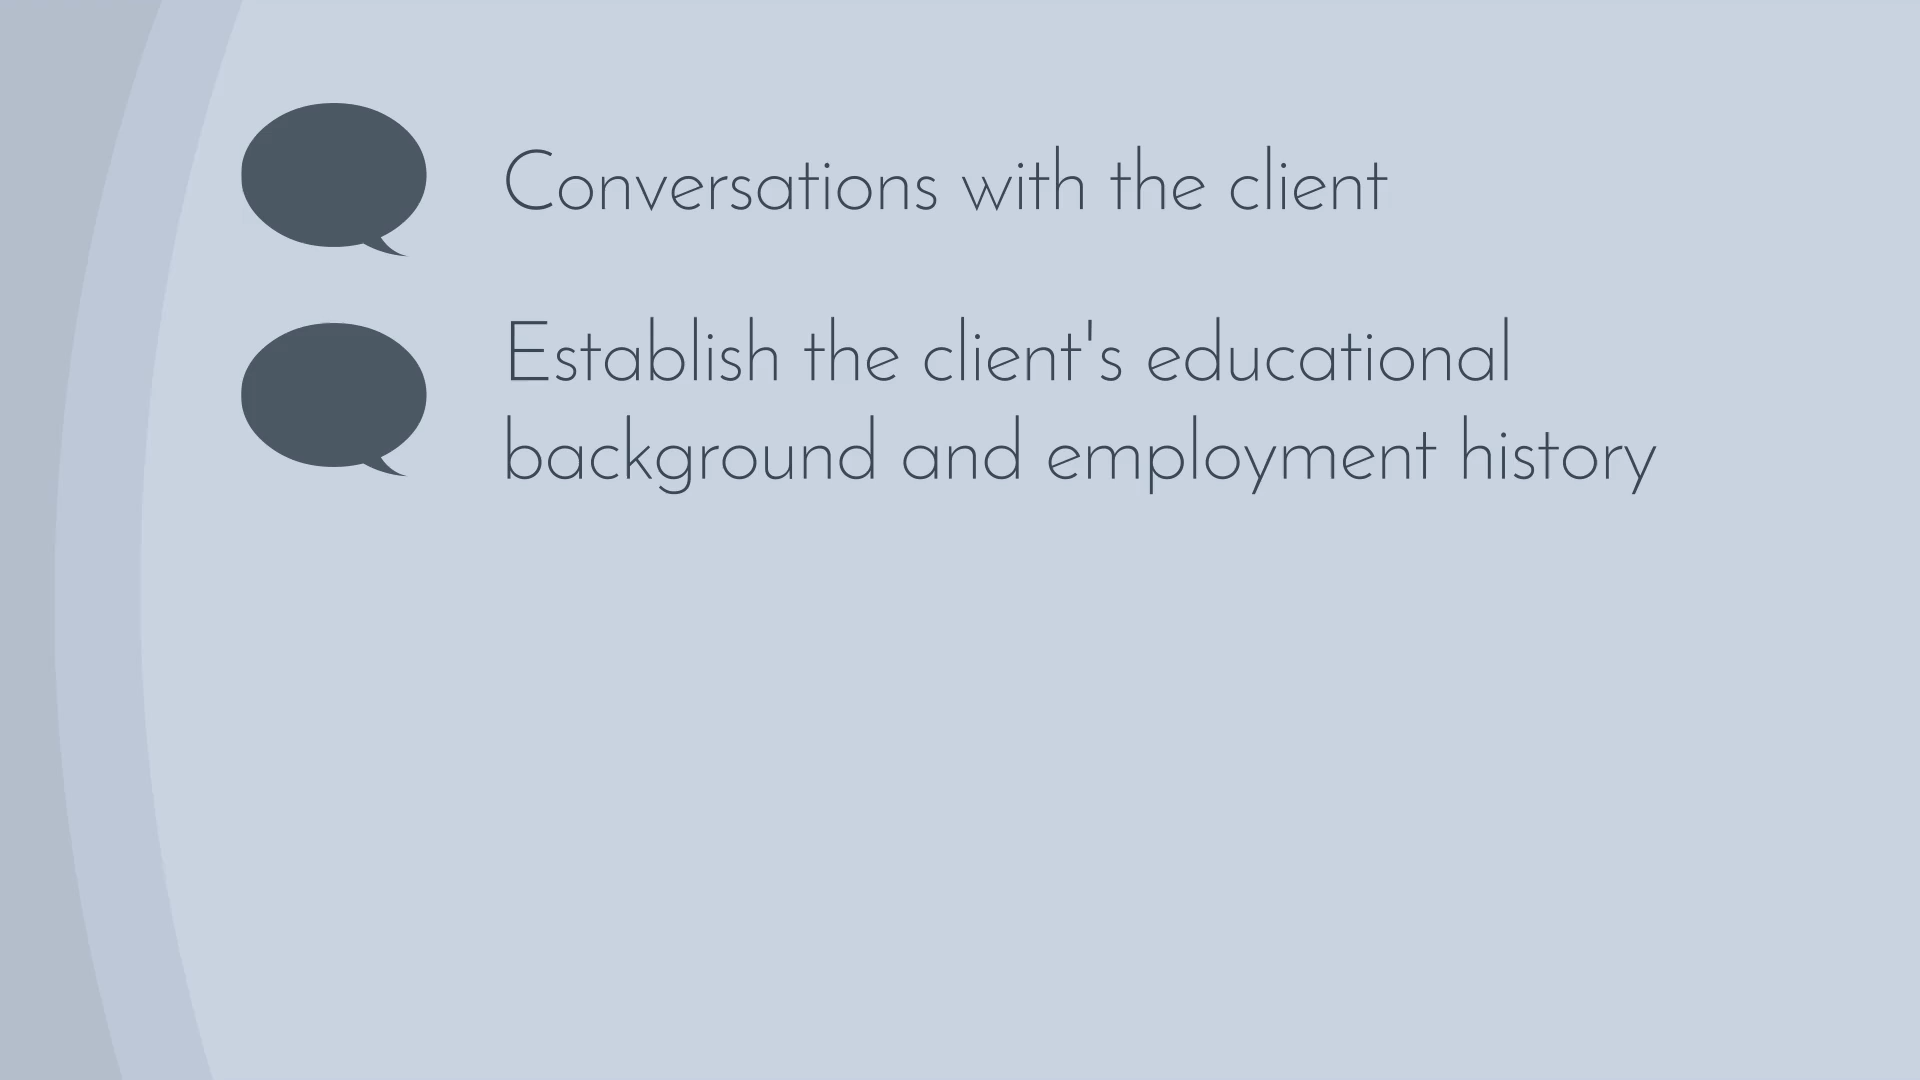 Conversations with the client
Establish the client's educational
background and employment history